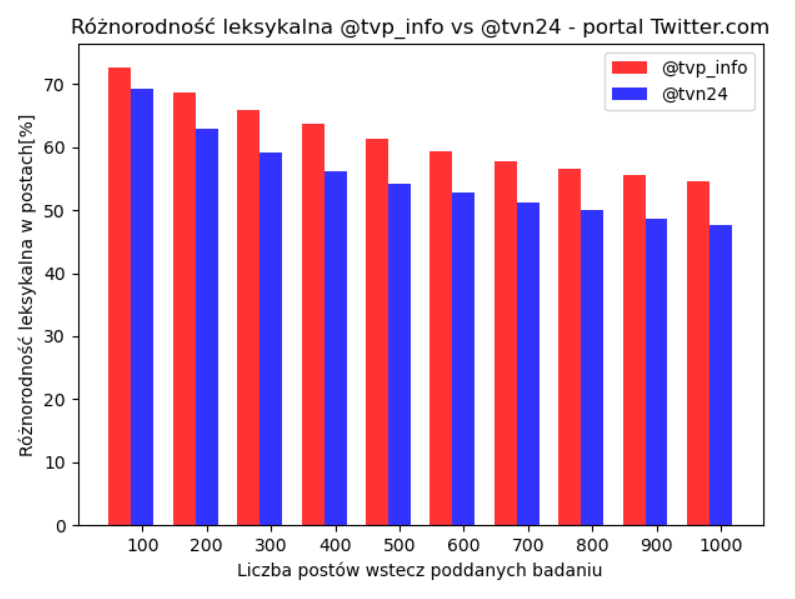 Różnorodność leksykalna @tvp_info vs @tvn24 - portal Twitter.com
@tvp_info
@tvn24
Różnorodność leksykalna w postach[%]
70
60
50
40
30
20
10
0
100 200 300 400 500 600 700 800 900 1000
Liczba postów wstecz poddanych badaniu